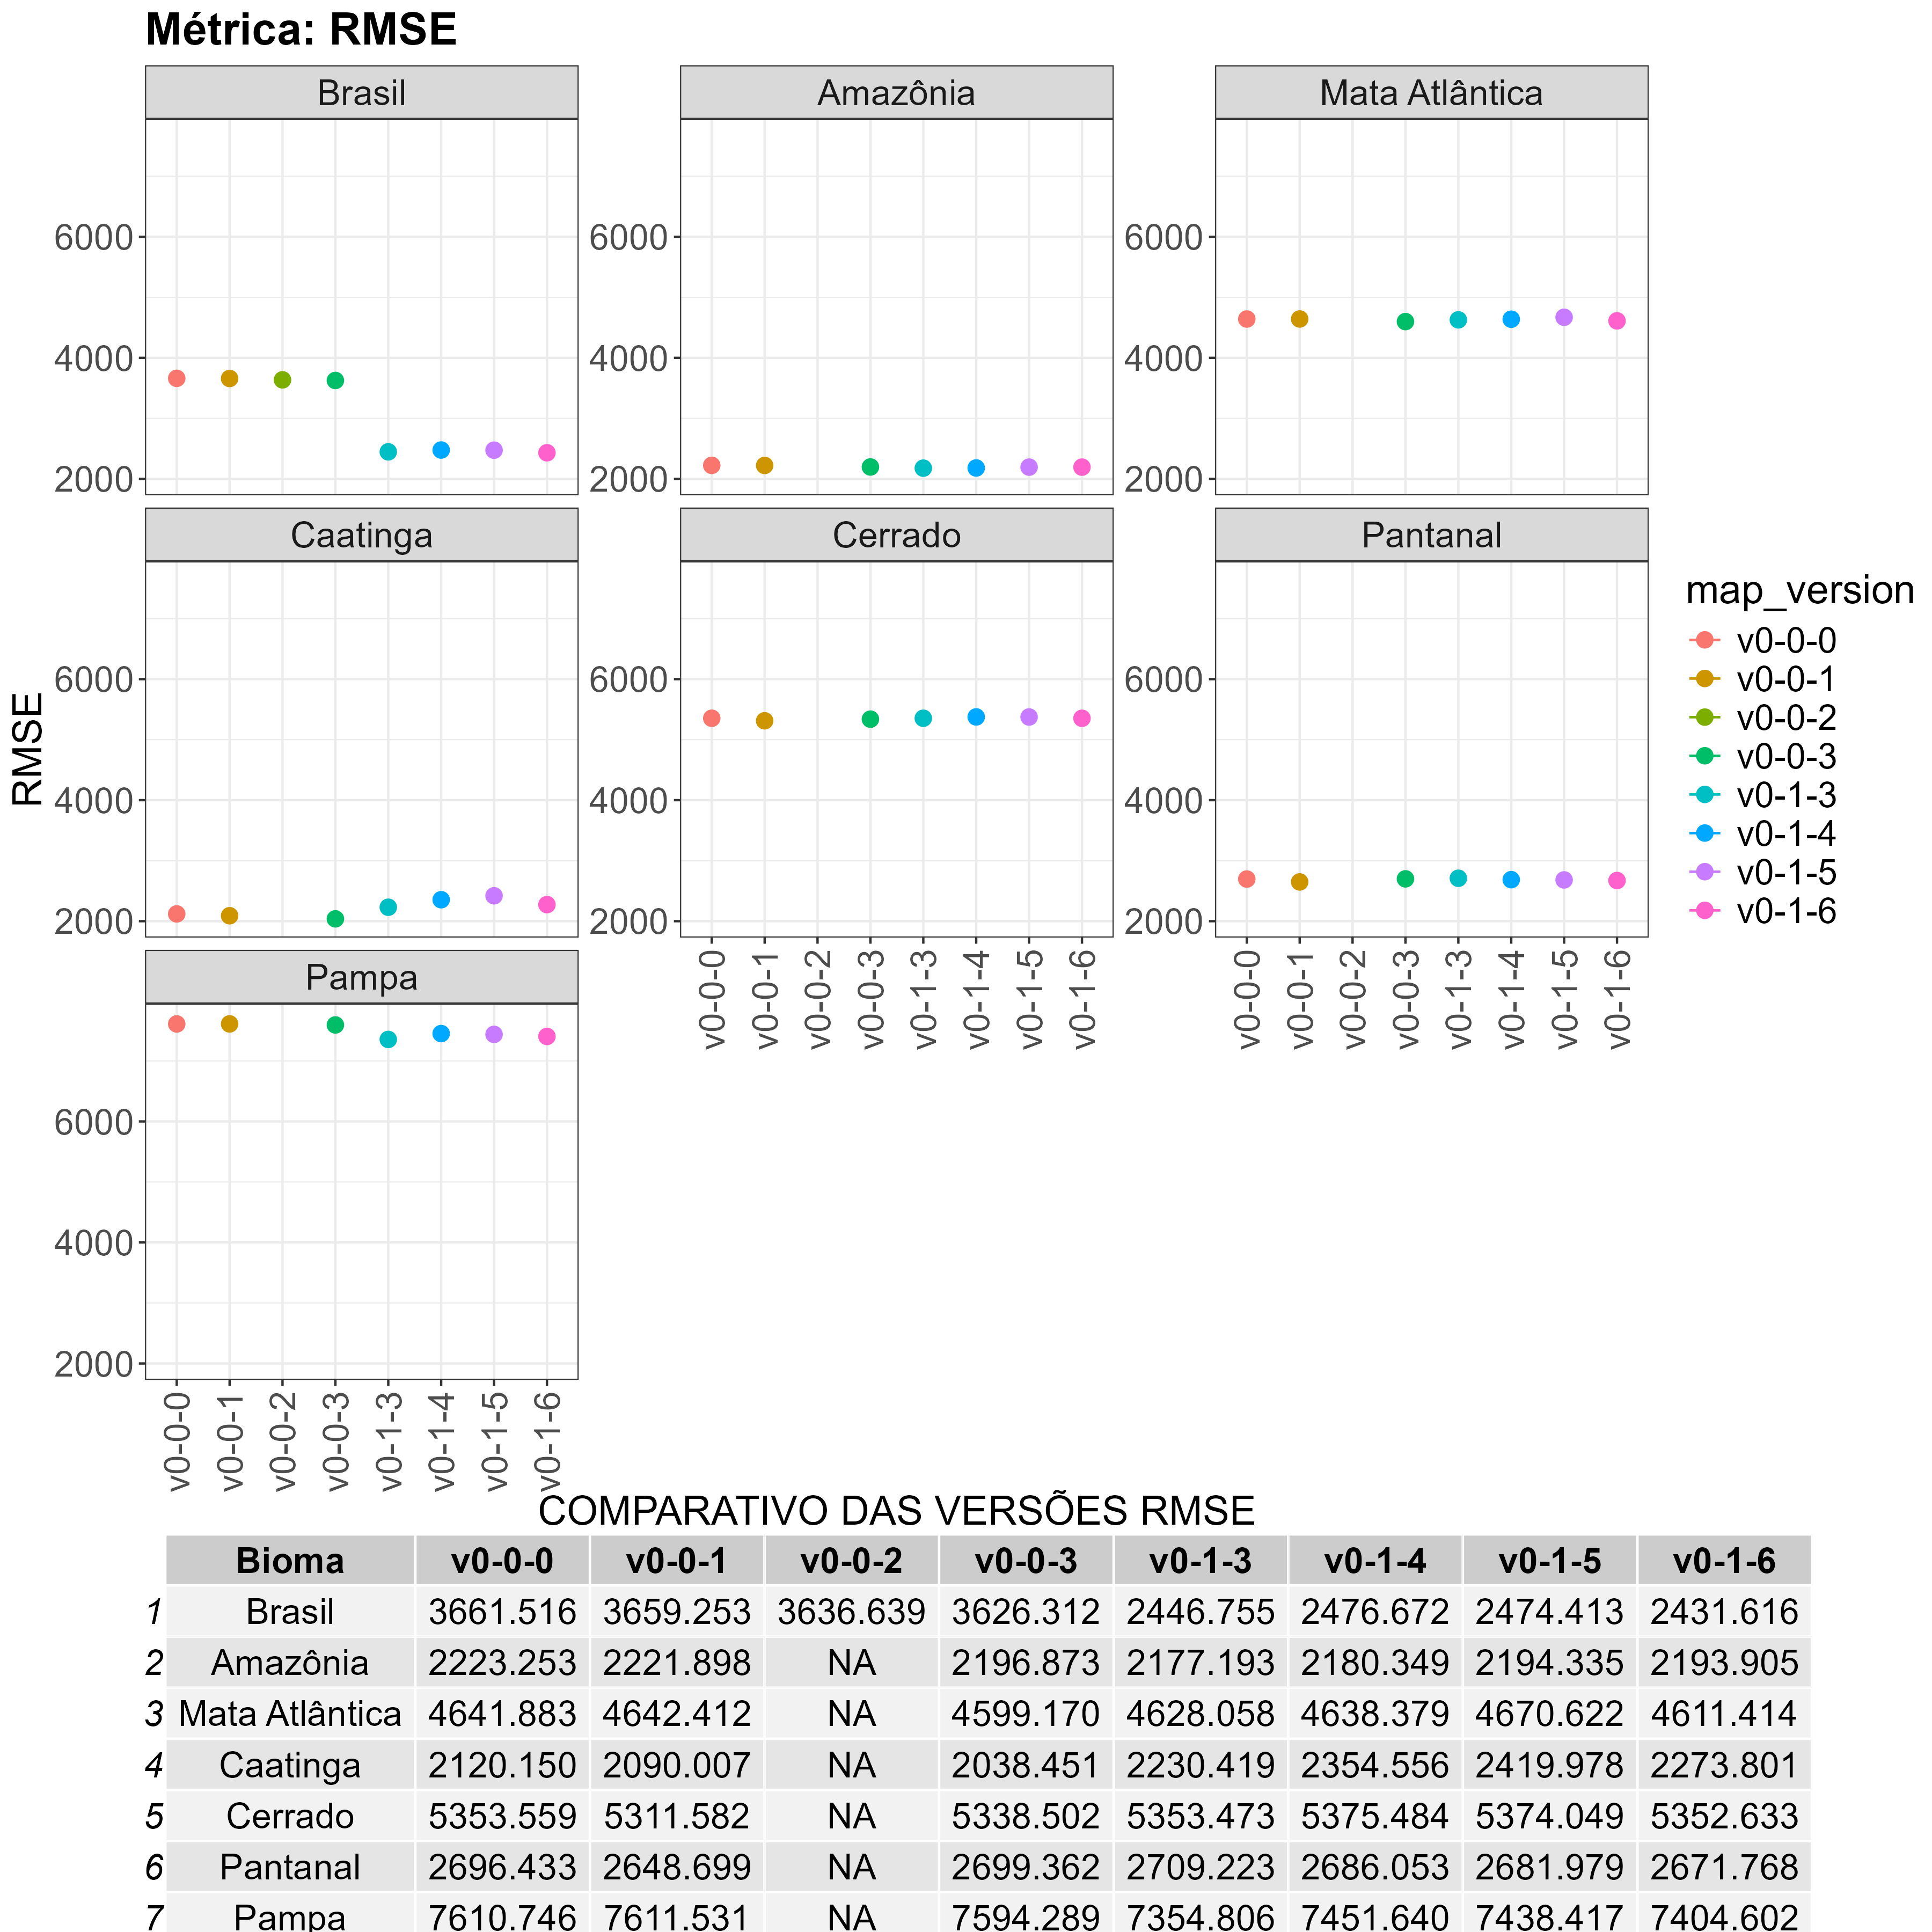 Métrica: RMSE
Brasil
Amazônia
Mata Atlântica
6000
4000
2000
6000
4000
2000
6000
4000
2000
Caatinga
Cerrado
Pantanal
RMSE
6000
4000
2000
6000
4000
2000
6000
4000
2000
v0-0-0 v0-0-1 v0-0-2 v0-0-3 v0-1-3 v0-1-4 v0-1-5 v0-1-6
v0-0-0 v0-0-1 v0-0-2 v0-0-3 v0-1-3 v0-1-4 v0-1-5 v0-1-6
map_version
v0-0-0
v0-0-1
v0-0-2
v0-0-3
v0-1-3
v0-1-4
v0-1-5
v0-1-6
Pampa
6000
4000
2000
v0-0-0 v0-0-1 v0-0-2 v0-0-3 v0-1-3 v0-1-4 v0-1-5 v0-1-6
COMPARATIVO DAS VERSÕES RMSE
Bioma v0-0-0 v0-0-1 v0-0-2 v0-0-3 v0-1-3 v0-1-4 v0-1-5 v0-1-6
1 Brasil 3661.516 3659.253 3636.639 3626.312 2446.755 2476.672 2474.413 2431.616
2 Amazônia 2223.253 2221.898 NA 2196.873 2177.193 2180.349 2194.335 2193.905
3 Mata Atlântica 4641.883 4642.412 NA 4599.170 4628.058 4638.379 4670.622 4611.414
4 Caatinga 2120.150 2090.007 NA 2038.451 2230.419 2354.556 2419.978 2273.801
5 Cerrado 5353.559 5311.582 NA 5338.502 5353.473 5375.484 5374.049 5352.633
6 Pantanal 2696.433 2648.699 NA 2699.362 2709.223 2686.053 2681.979 2671.768
7 Pampa 7610.746 7611.531 NA 7594.289 7354.806 7451.640 7438.417 7404.602